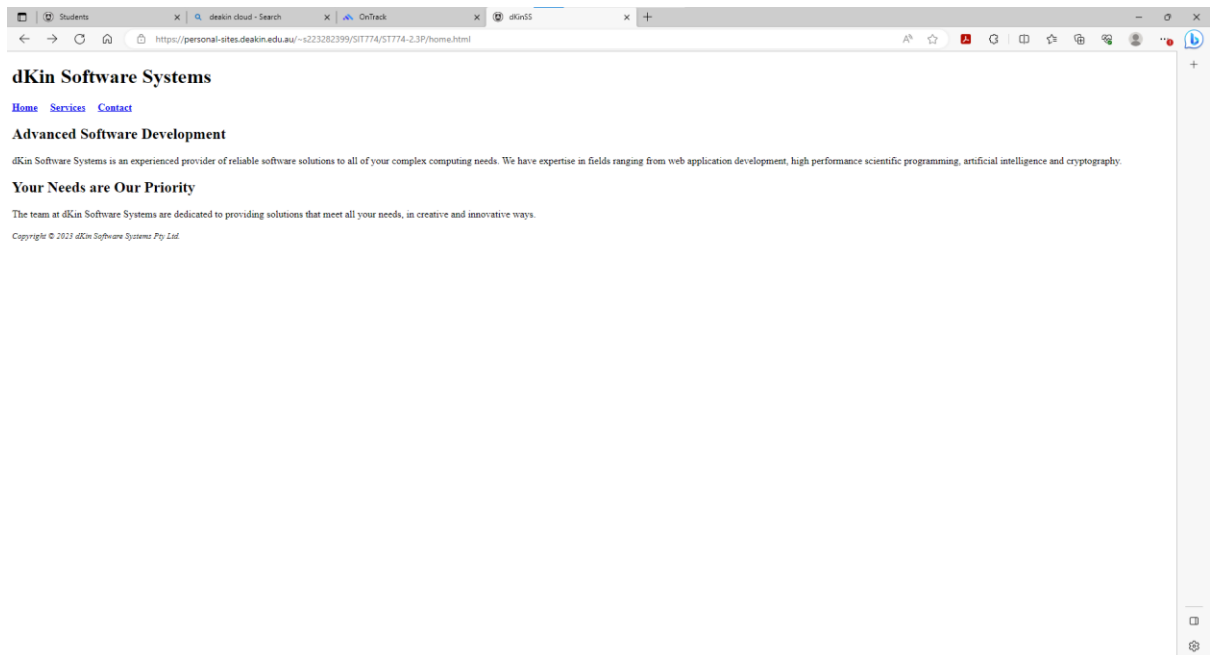 Students
deakin cloud - Search
OnTrack
dKinSS
https://personal-sites.deakin.edu.au/~s223282399/SIT774/ST774-2.3P/home.html
dKin Software Systems
Home Services Contact
Advanced Software Development
dKin Software Systems is an experienced provider of reliable software solutions to all of your complex computing needs. We have expertise in fields ranging from web application development, high performance scientific programming, artificial intelligence and cryptography.
Your Needs are Our Priority
The team at dKin Software Systems are dedicated to providing solutions that meet all your needs, in creative and innovative ways.
Copyright © 2023 dKin Software Systems Pty Ltd.